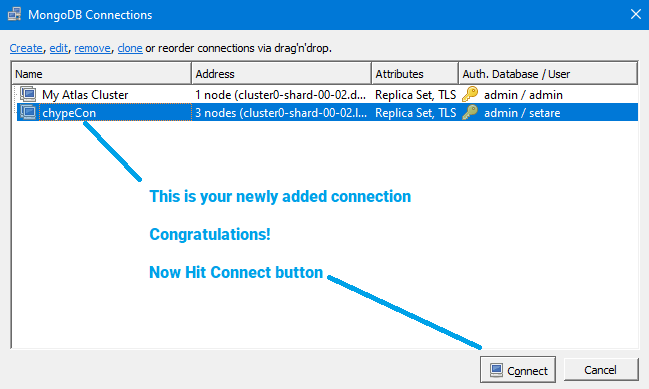 MongoDB Connections
Create, edit, remove, clone or reorder connections via drag'n'drop.
Name Address Attributes Auth. Database / User
My Atlas Cluster 1 node (cluster0-shard-00-02.d... Replica Set, TLS admin / admin
chypeCon 3 nodes (cluster0-shard-00-02.l... Replica Set, TLS admin / setare
This is your newly added connection
Congratulations!
Now Hit Connect button
Connect Cancel